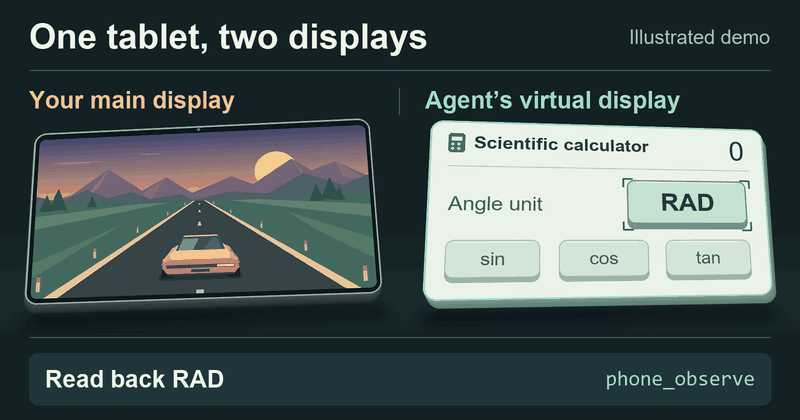 One tablet, two displays
Illustrated demo
Your main display
Agent’s virtual display
Scientific calculator
0
Angle unit
RAD
sin
cos
tan
Read back RAD
phone_observe